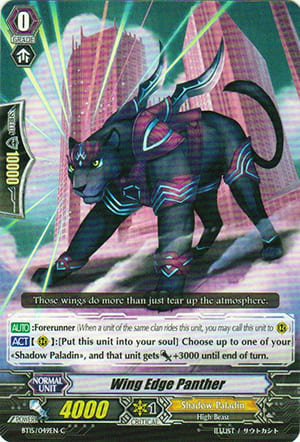 0
GRADE
10000
Those wings do more than just tear up the atmosphere.
AUTO :Forerunner (When a unit of the same clan rides this unit, you may call this unit to RC)
ACT [RC]:[Put this unit into your soul] Choose up to one of your
«Shadow Paladin», and that unit gets +3000 until end of turn.
NORMAL
UNIT
Wing Edge Panther
POWER
4000
1
CRITICAL
Shadow Paladin
High Beast
BT15/049EN C
ILLUST / サウトカシト